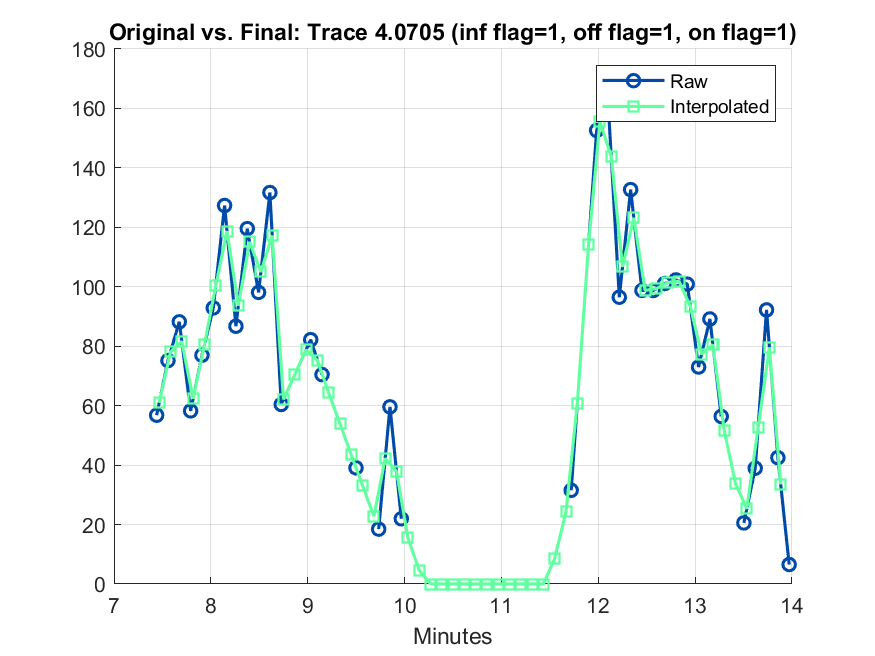 Original vs. Final: Trace 4.0705 (inf flag=1, off flag=1, on flag=1)
180
160
140
120
100
80
60
40
20
0
Raw
Interpolated
7 8 9 10 11 12 13 14
Minutes